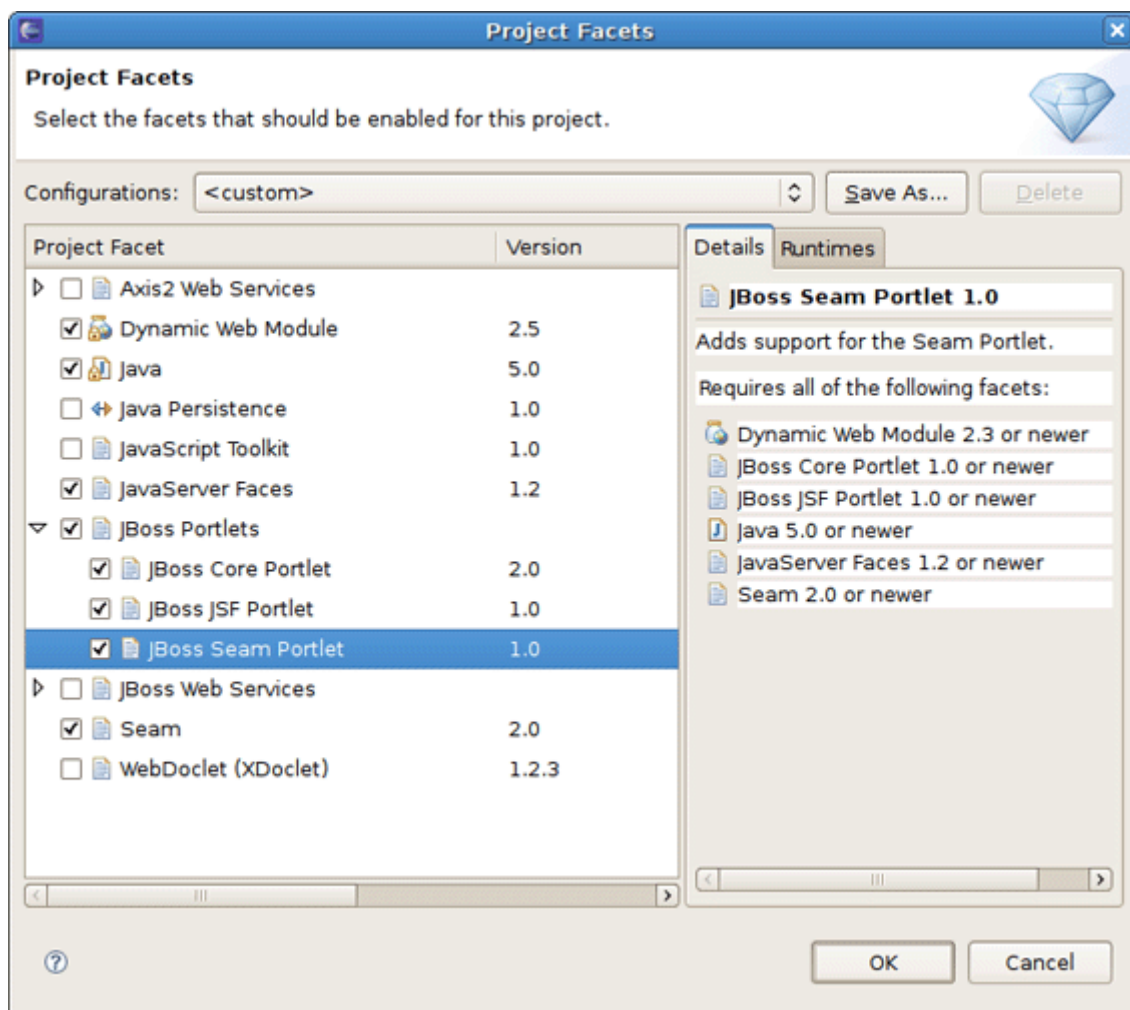 Project Facets
Project Facets
Select the facets that should be enabled for this project.
Configurations: <custom> Save As... Delete
Project Facet Version
Axis2 Web Services
Dynamic Web Module 2.5
Java 5.0
Java Persistence 1.0
JavaScript Toolkit 1.0
JavaServer Faces 1.2
JBoss Portlets
JBoss Core Portlet 2.0
JBoss JSF Portlet 1.0
JBoss Seam Portlet 1.0
JBoss Web Services
Seam 2.0
WebDoclet (XDoclet) 1.2.3
Details Runtimes
JBoss Seam Portlet 1.0
Adds support for the Seam Portlet.
Requires all of the following facets:
Dynamic Web Module 2.3 or newer
JBoss Core Portlet 1.0 or newer
JBoss JSF Portlet 1.0 or newer
Java 5.0 or newer
JavaServer Faces 1.2 or newer
Seam 2.0 or newer
OK Cancel